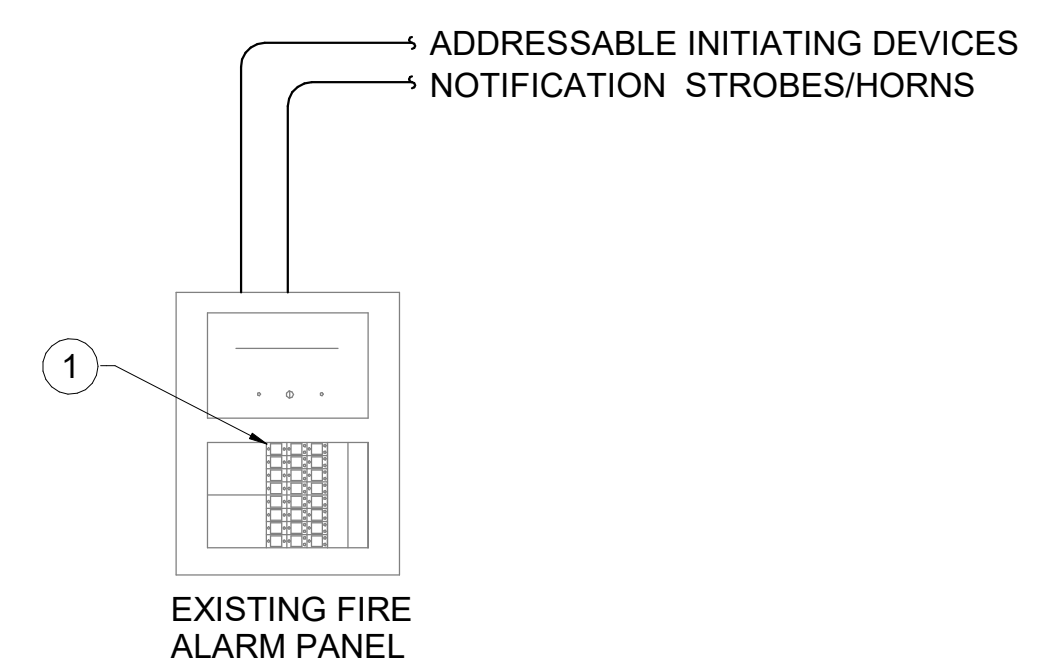 ADDRESSABLE INITIATING DEVICES
NOTIFICATION STROBES/HORNS
1
EXISTING FIRE
ALARM PANEL